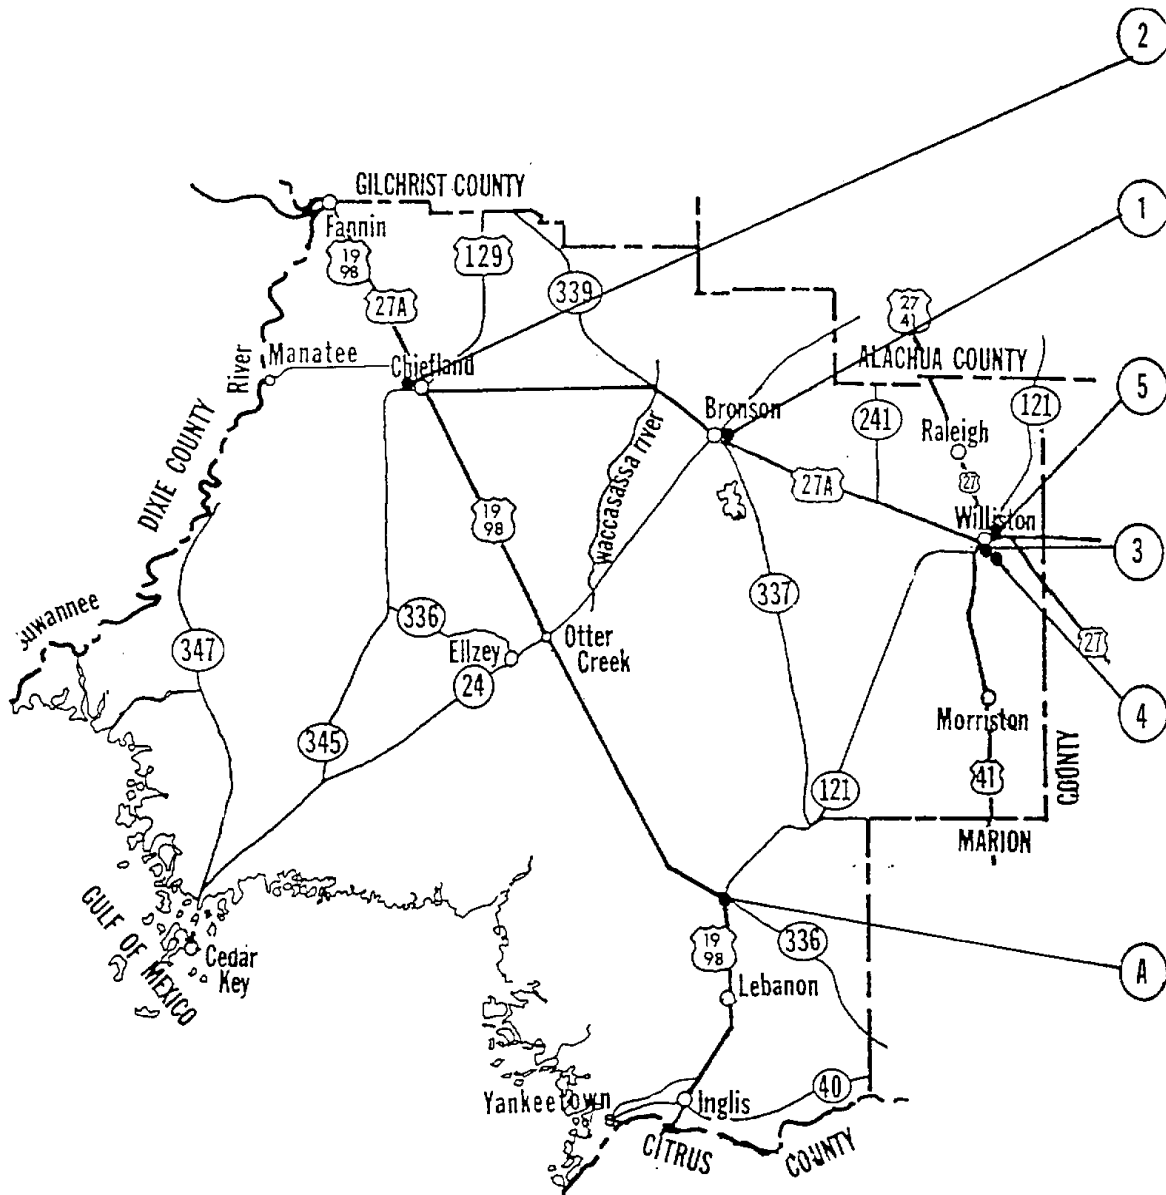 2
1
GILCHRIST COUNTY
Fannin
19
98
129
27A
339
27
41
ALACHUA COUNTY
River
Manatee
Chiefland
5
121
Bronson
241
Raleigh
DIXIE COUNTY
waccasassa river
27A
27
19
98
Williston
3
337
336
Otter
Creek
Ellzey
27
suwannee
347
24
4
345
Morriston
41
COUNTY
121
MARION
GULF OF MEXICO
Cedar
Key
19
98
336
A
Lebanon
Yankeetown
Inglis
40
CITRUS
COUNTY